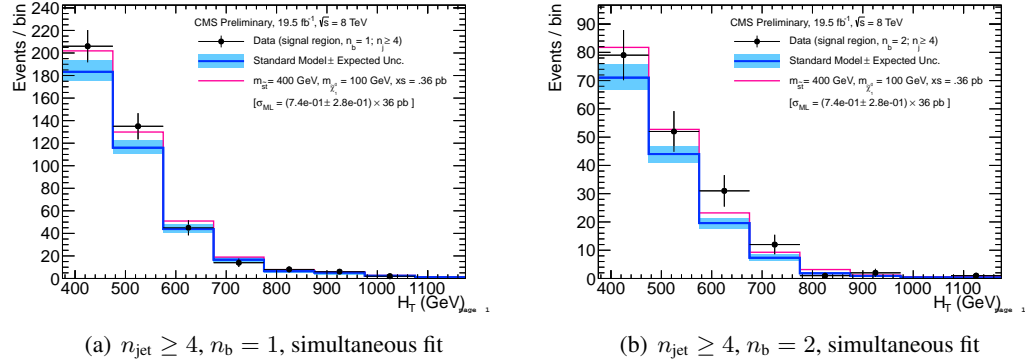 CMS Preliminary, 19.5 fb⁻¹, √s = 8 TeV
Data (signal region, n_b = 1; n_j ≥ 4)
Standard Model ± Expected Unc.
m_st = 400 GeV, m_χ̃ = 100 GeV, xs = .36 pb
[σ_ML = (7.4e-01 ± 2.8e-01) × 36 pb ]
Events / bin
240
220
200
180
160
140
120
100
80
60
40
20
0
400 500 600 700 800 900 1000
H_T (GeV)
page 1
(a) n_jet ≥ 4, n_b = 1, simultaneous fit
CMS Preliminary, 19.5 fb⁻¹, √s = 8 TeV
Data (signal region, n_b = 2; n_j ≥ 4)
Standard Model ± Expected Unc.
m_st = 400 GeV, m_χ̃ = 100 GeV, xs = .36 pb
[σ_ML = (7.4e-01 ± 2.8e-01) × 36 pb ]
Events / bin
90
80
70
60
50
40
30
20
10
0
400 500 600 700 800 900 1000
H_T (GeV)
page 1
(b) n_jet ≥ 4, n_b = 2, simultaneous fit